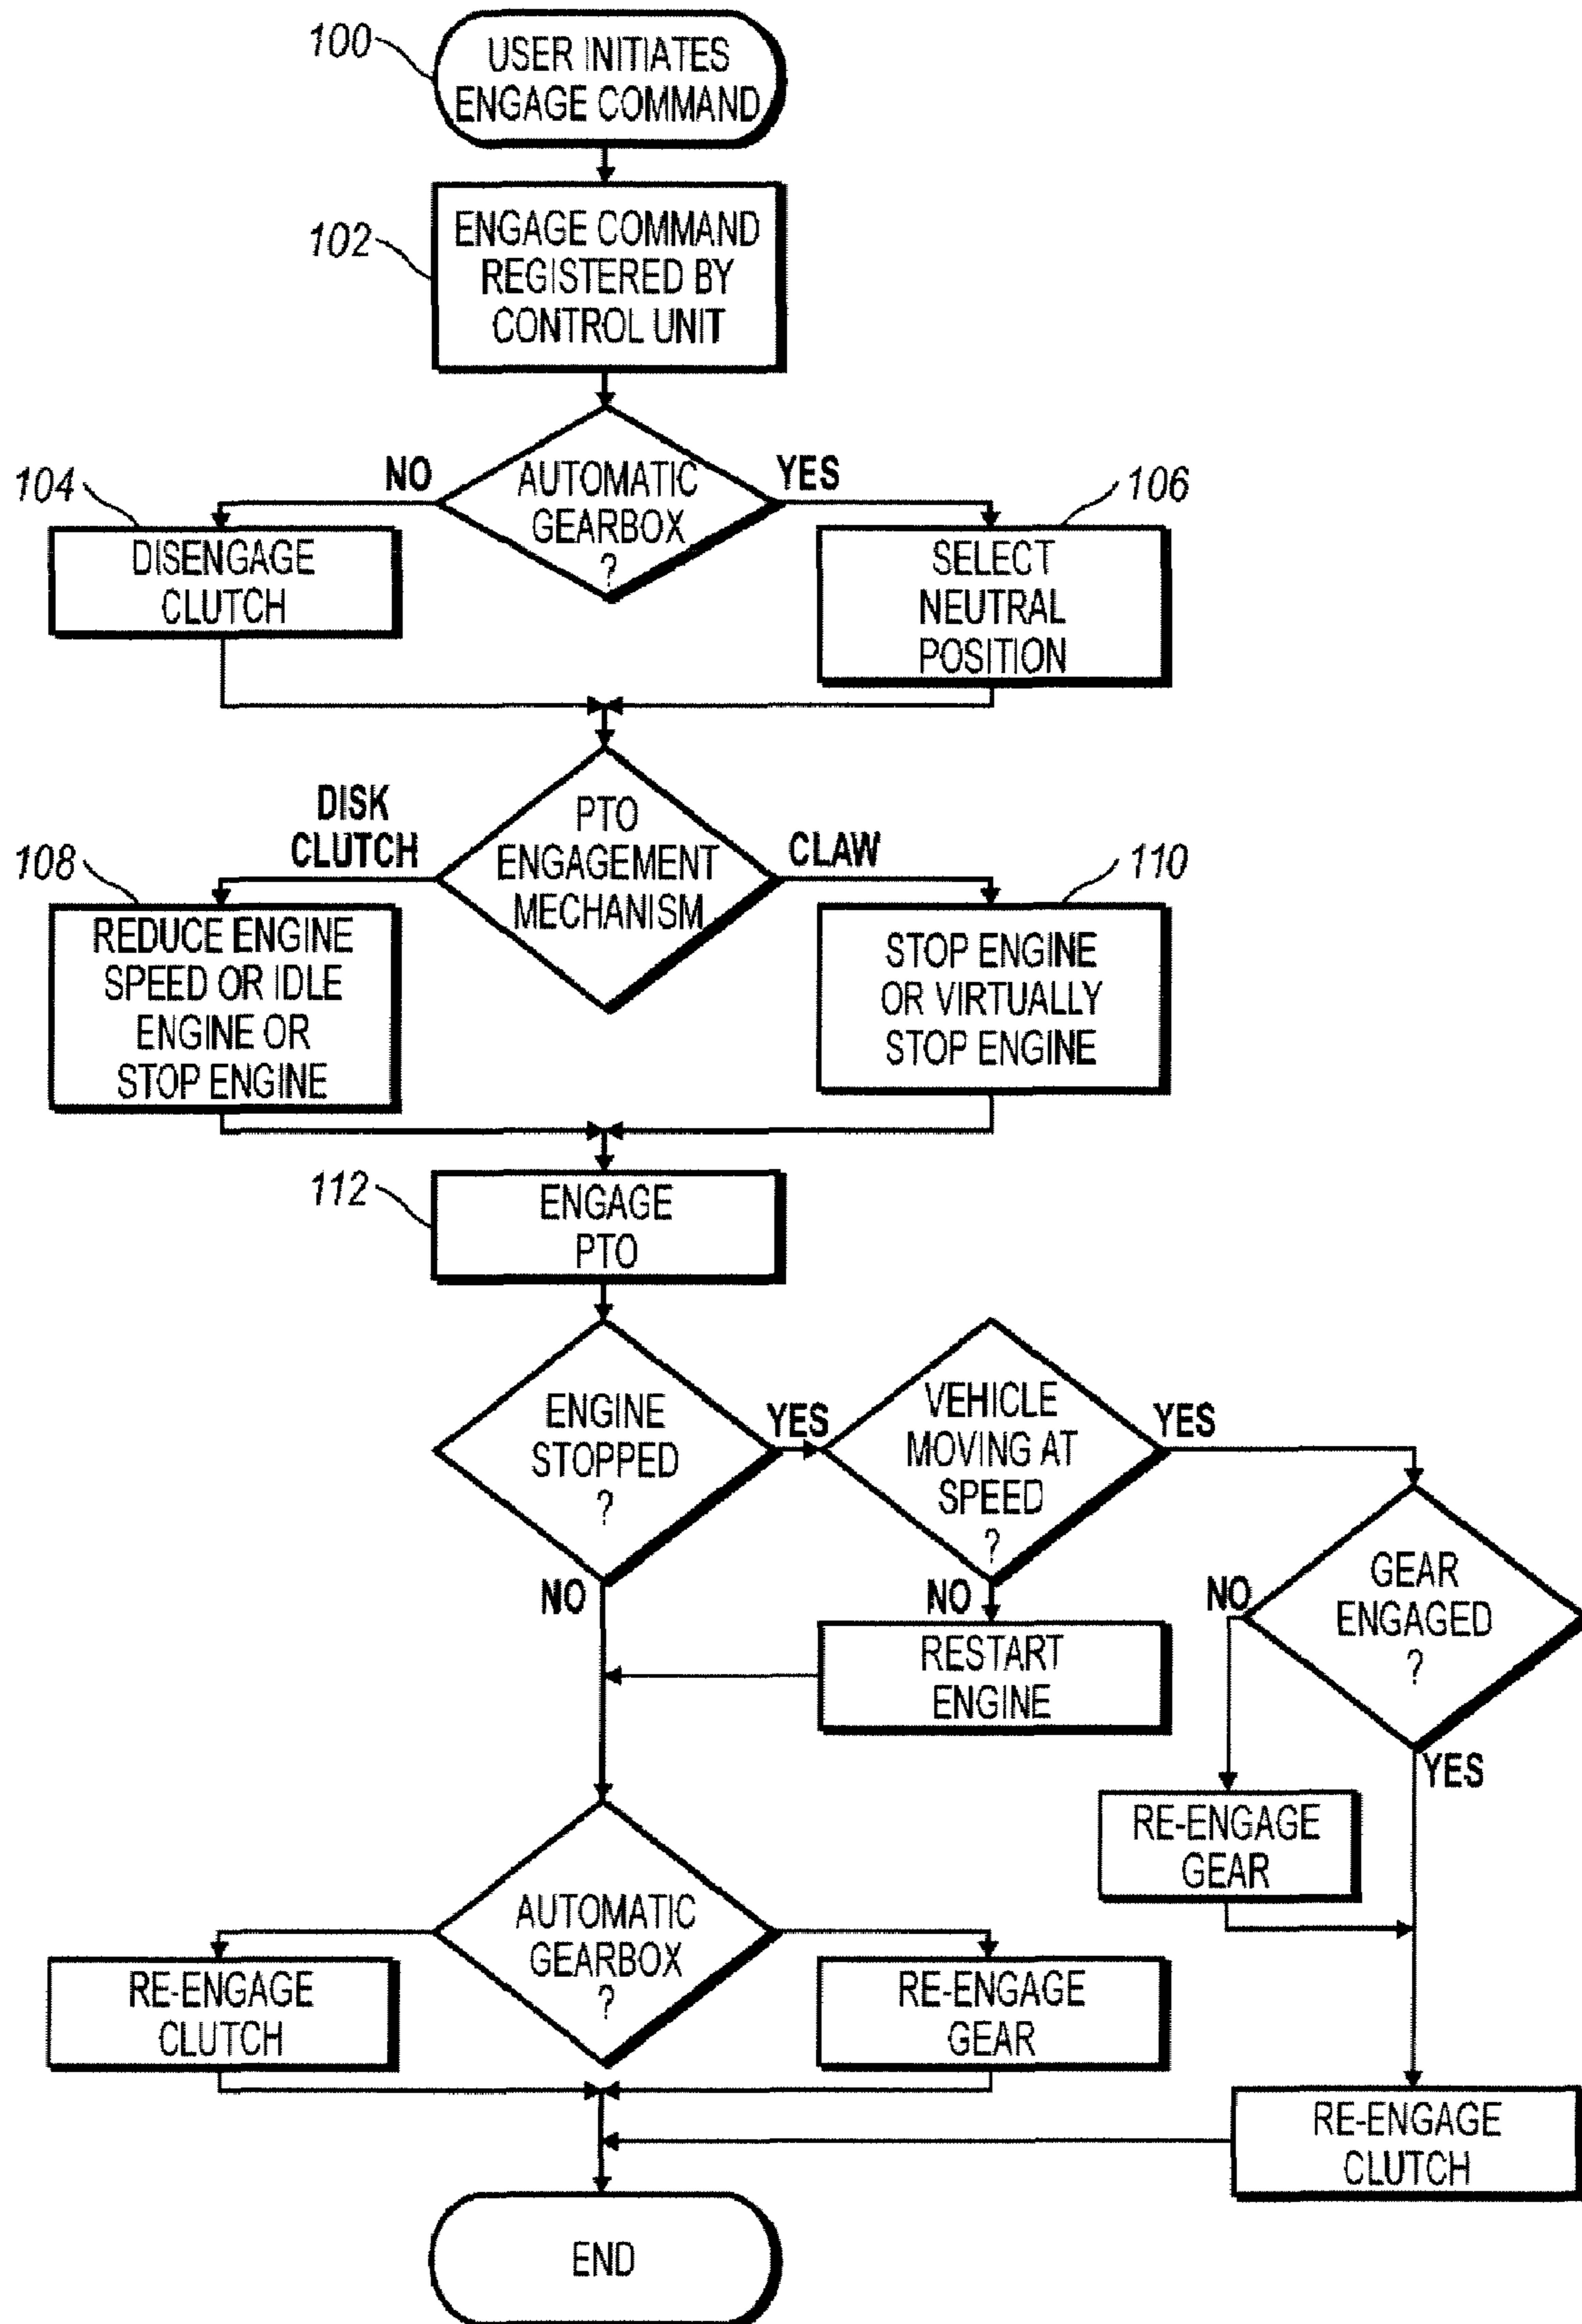 100
USER INITIATES
ENGAGE COMMAND
102
ENGAGE COMMAND
REGISTERED BY
CONTROL UNIT
NO
AUTOMATIC
GEARBOX
?
YES
104
DISENGAGE
CLUTCH
106
SELECT
NEUTRAL
POSITION
DISK
CLUTCH
PTO
ENGAGEMENT
MECHANISM
CLAW
108
REDUCE ENGINE
SPEED OR IDLE
ENGINE OR
STOP ENGINE
110
STOP ENGINE
OR VIRTUALLY
STOP ENGINE
112
ENGAGE
PTO
ENGINE
STOPPED
?
YES
NO
VEHICLE
MOVING AT
SPEED
?
YES
NO
RESTART
ENGINE
GEAR
ENGAGED
?
NO
YES
RE-ENGAGE
GEAR
AUTOMATIC
GEARBOX
?
RE-ENGAGE
CLUTCH
RE-ENGAGE
GEAR
RE-ENGAGE
CLUTCH
END